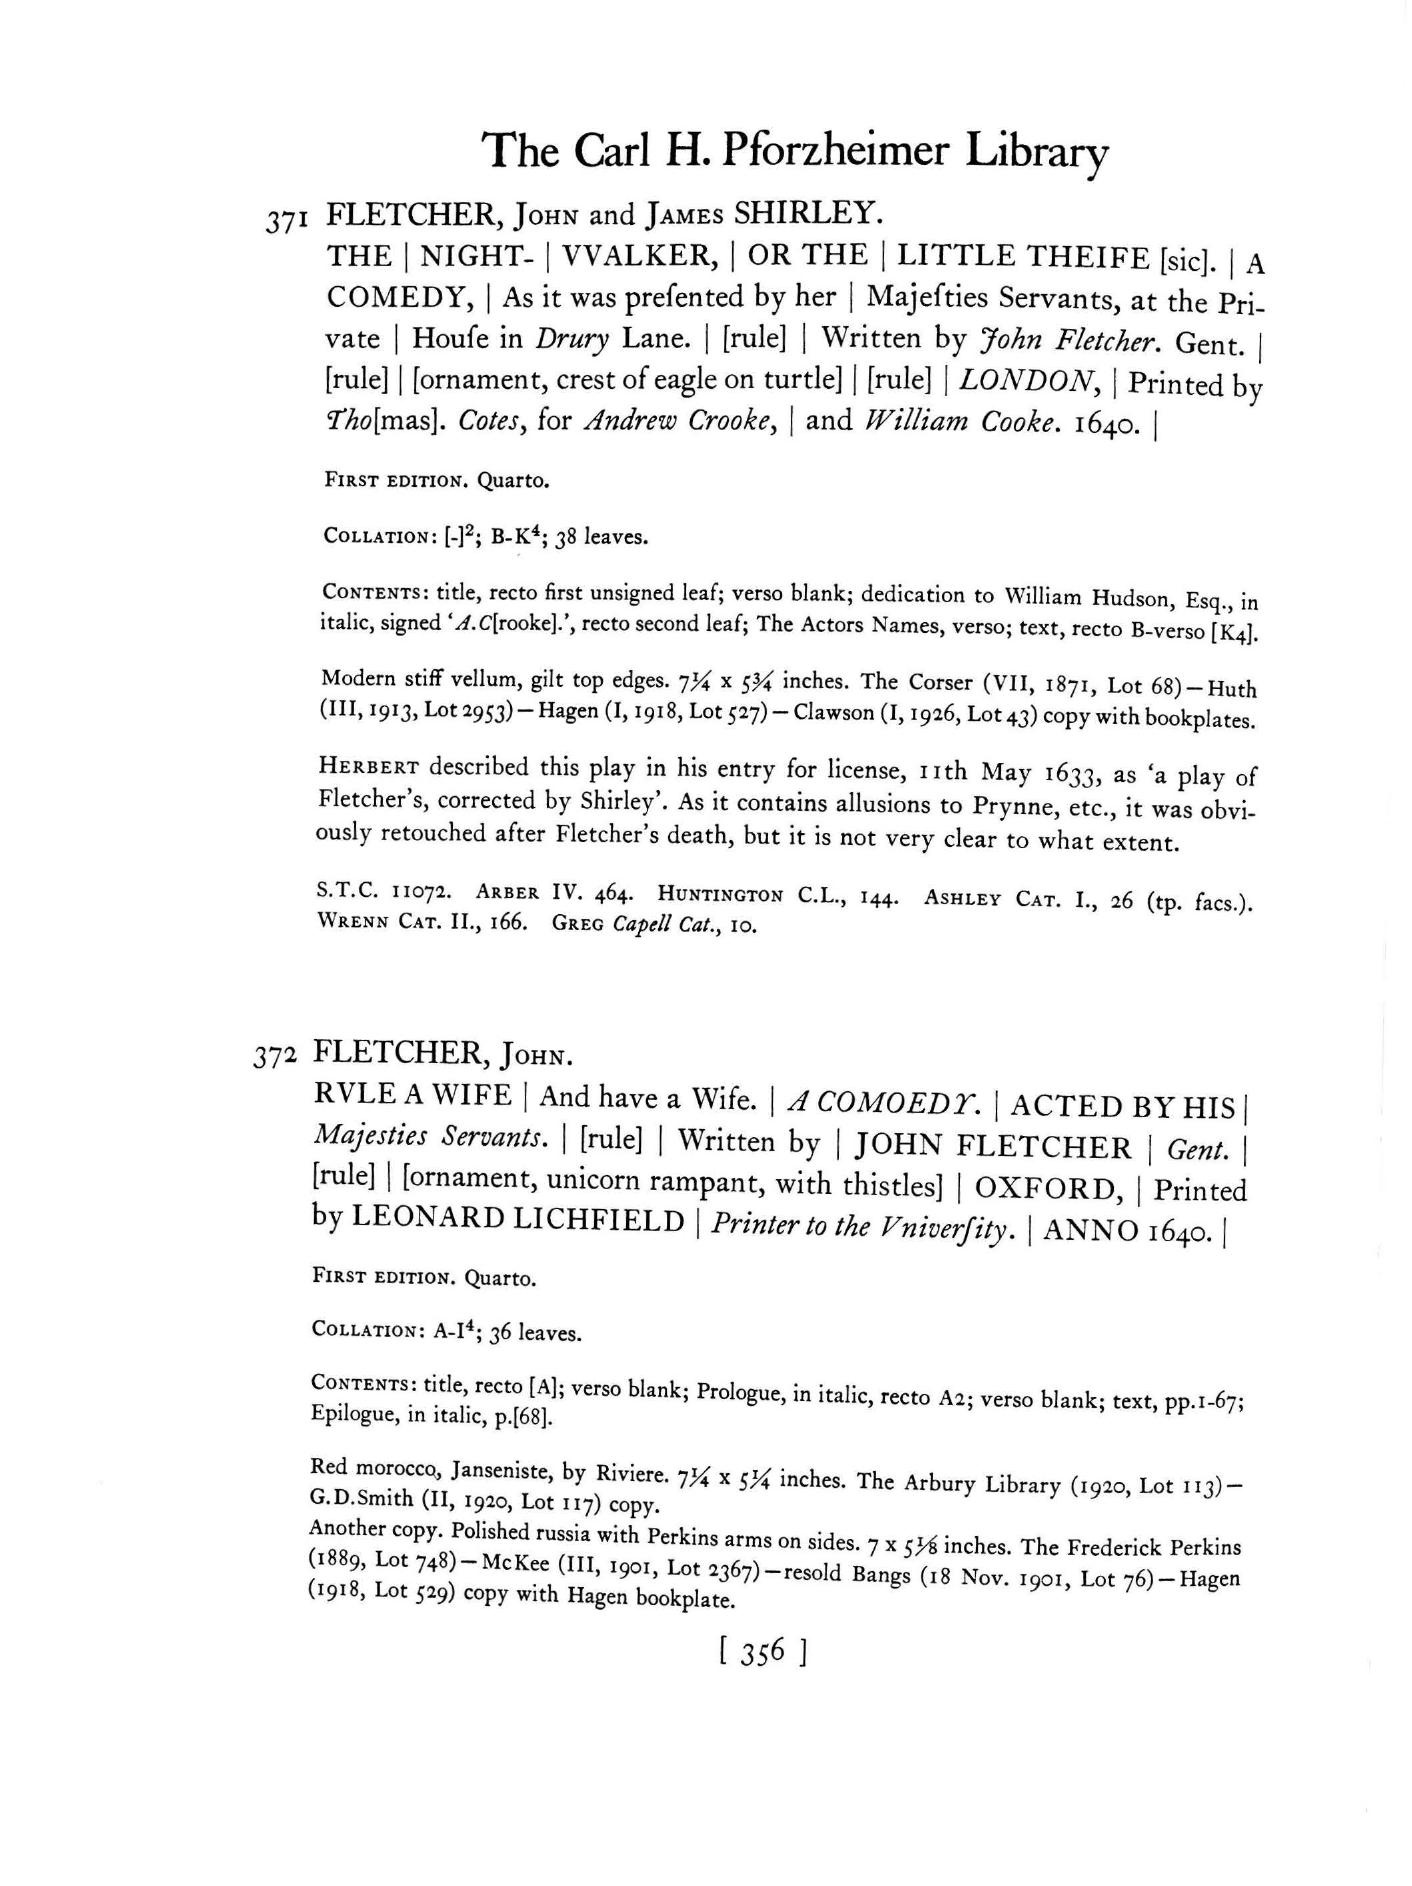 The Carl H. Pforzheimer Library
371 FLETCHER, John and James SHIRLEY.
THE | NIGHT- | VVALKER, | OR THE | LITTLE THEIFE [sic]. | A
COMEDY, | As it was preſented by her | Majeſties Servants, at the Pri-
vate | Houſe in Drury Lane. | [rule] | Written by John Fletcher. Gent. |
[rule] | [ornament, crest of eagle on turtle] | [rule] | LONDON, | Printed by
Tho[mas]. Cotes, for Andrew Crooke, | and William Cooke. 1640. |
First edition. Quarto.
Collation: [-]²; B-K⁴; 38 leaves.
Contents: title, recto first unsigned leaf; verso blank; dedication to William Hudson, Esq., in
italic, signed ‘A.C[rooke].’, recto second leaf; The Actors Names, verso; text, recto B-verso [K4].
Modern stiff vellum, gilt top edges. 7¼ x 5¾ inches. The Corser (VII, 1871, Lot 68)—Huth
(III, 1913, Lot 2953)—Hagen (I, 1918, Lot 527)—Clawson (I, 1926, Lot 43) copy with bookplates.
Herbert described this play in his entry for license, 11th May 1633, as ‘a play of
Fletcher’s, corrected by Shirley’. As it contains allusions to Prynne, etc., it was obvi-
ously retouched after Fletcher’s death, but it is not very clear to what extent.
S.T.C. 11072. Arber IV. 464. Huntington C.L., 144. Ashley Cat. I., 26 (tp. facs.).
Wrenn Cat. II., 166. Greg Capell Cat., 10.
372 FLETCHER, John.
RVLE A WIFE | And have a Wife. | A COMOEDY. | ACTED BY HIS |
Majesties Servants. | [rule] | Written by | JOHN FLETCHER | Gent. |
[rule] | [ornament, unicorn rampant, with thistles] | OXFORD, | Printed
by LEONARD LICHFIELD | Printer to the Vniverſity. | ANNO 1640. |
First edition. Quarto.
Collation: A-I⁴; 36 leaves.
Contents: title, recto [A]; verso blank; Prologue, in italic, recto A2; verso blank; text, pp.1-67;
Epilogue, in italic, p.[68].
Red morocco, Janseniste, by Riviere. 7¼ x 5¼ inches. The Arbury Library (1920, Lot 113)—
G.D.Smith (II, 1920, Lot 117) copy.
Another copy. Polished russia with Perkins arms on sides. 7 x 5⅛ inches. The Frederick Perkins
(1889, Lot 748)—McKee (III, 1901, Lot 2367)—resold Bangs (18 Nov. 1901, Lot 76)—Hagen
(1918, Lot 529) copy with Hagen bookplate.
[ 356 ]